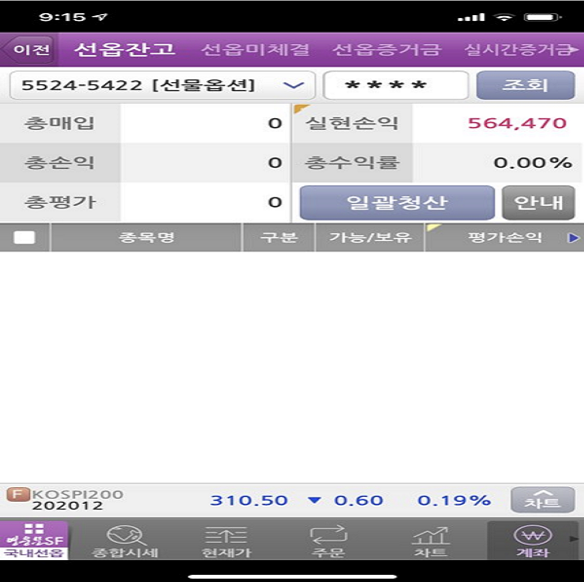 9:15
이전 선옵잔고 선옵미체결 선옵증거금 실시간증거금
5524-5422 [선물옵션] **** 조회
총매입 0 실현손익 564,470
총손익 0 총수익률 0.00%
총평가 0 일괄청산 안내
종목명 구분 가능/보유 평가손익
F KOSPI200
202012 310.50 ▼ 0.60 0.19% 차트
영웅문SF
국내선옵 종합시세 현재가 주문 차트 계좌